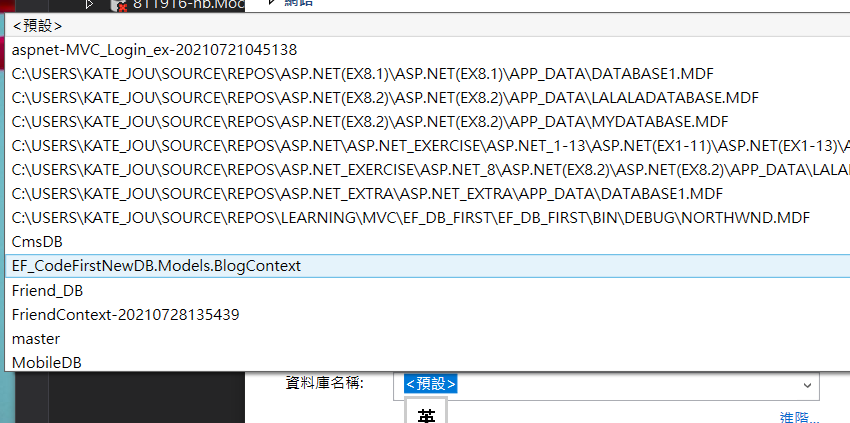 811916-nb.Moc
網路
<預設>
aspnet-MVC_Login_ex-20210721045138
C:\USERS\KATE_JOU\SOURCE\REPOS\ASP.NET(EX8.1)\ASP.NET(EX8.1)\APP_DATA\DATABASE1.MDF
C:\USERS\KATE_JOU\SOURCE\REPOS\ASP.NET(EX8.2)\ASP.NET(EX8.2)\APP_DATA\LALALADATABASE.MDF
C:\USERS\KATE_JOU\SOURCE\REPOS\ASP.NET(EX8.2)\ASP.NET(EX8.2)\APP_DATA\MYDATABASE.MDF
C:\USERS\KATE_JOU\SOURCE\REPOS\ASP.NET\ASP.NET_EXERCISE\ASP.NET_1-13\ASP.NET(EX1-11)\ASP.NET(EX1-13)\A
C:\USERS\KATE_JOU\SOURCE\REPOS\ASP.NET_EXERCISE\ASP.NET_8\ASP.NET(EX8.2)\ASP.NET(EX8.2)\APP_DATA\LALAL
C:\USERS\KATE_JOU\SOURCE\REPOS\ASP.NET_EXTRA\ASP.NET_EXTRA\APP_DATA\DATABASE1.MDF
C:\USERS\KATE_JOU\SOURCE\REPOS\LEARNING\MVC\EF_DB_FIRST\EF_DB_FIRST\BIN\DEBUG\NORTHWND.MDF
CmsDB
EF_CodeFirstNewDB.Models.BlogContext
Friend_DB
FriendContext-20210728135439
master
MobileDB
資料庫名稱: <預設>
英
進階...